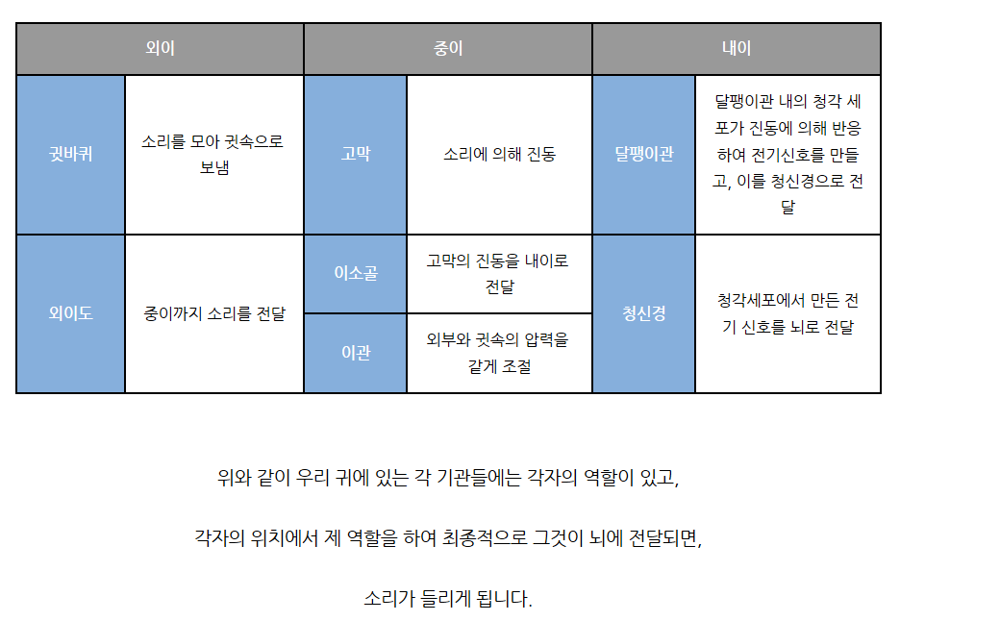 외이
중이
내이
귓바퀴
소리를 모아 귓속으로
보냄
고막
소리에 의해 진동
달팽이관
달팽이관 내의 청각 세
포가 진동에 의해 반응
하여 전기신호를 만들
고, 이를 청신경으로 전
달
외이도
중이까지 소리를 전달
이소골
고막의 진동을 내이로
전달
이관
외부와 귓속의 압력을
같게 조절
청신경
청각세포에서 만든 전
기 신호를 뇌로 전달
위와 같이 우리 귀에 있는 각 기관들에는 각자의 역할이 있고,
각자의 위치에서 제 역할을 하여 최종적으로 그것이 뇌에 전달되면,
소리가 들리게 됩니다.